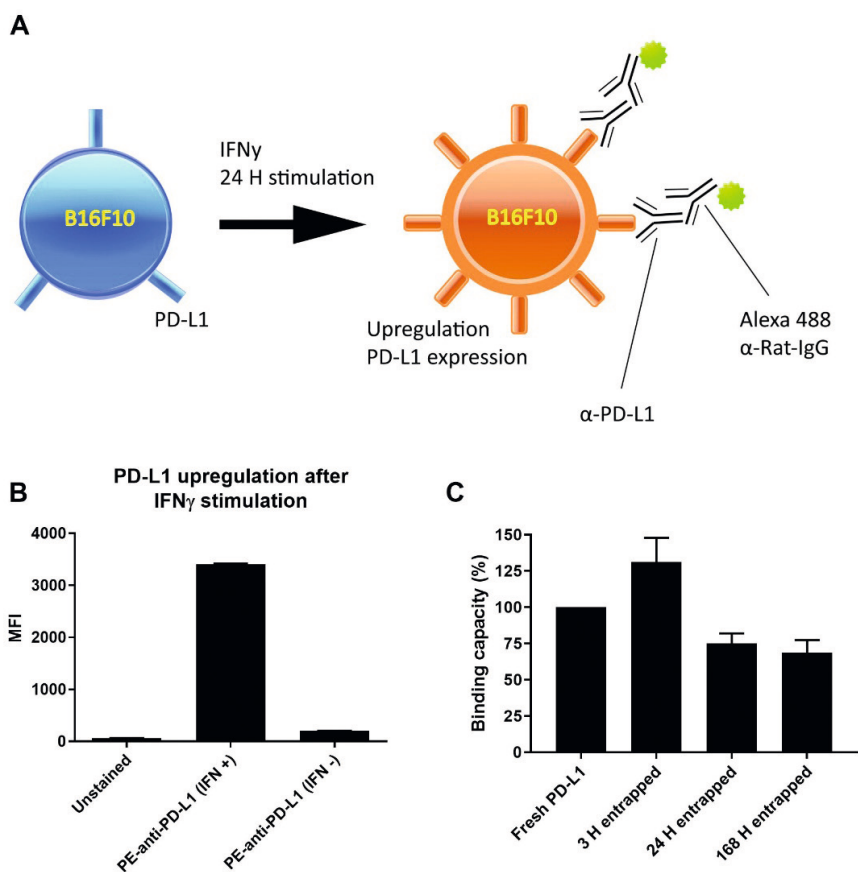 A
B16F10
PD-L1
IFNγ
24 H stimulation
B16F10
Upregulation
PD-L1 expression
α-PD-L1
Alexa 488
α-Rat-IgG
B
PD-L1 upregulation after
IFNγ stimulation
MFI
4000
3000
2000
1000
0
Unstained
PE-anti-PD-L1 (IFN +)
PE-anti-PD-L1 (IFN -)
C
Binding capacity (%)
150
125
100
75
50
25
0
Fresh PD-L1
3 H entrapped
24 H entrapped
168 H entrapped